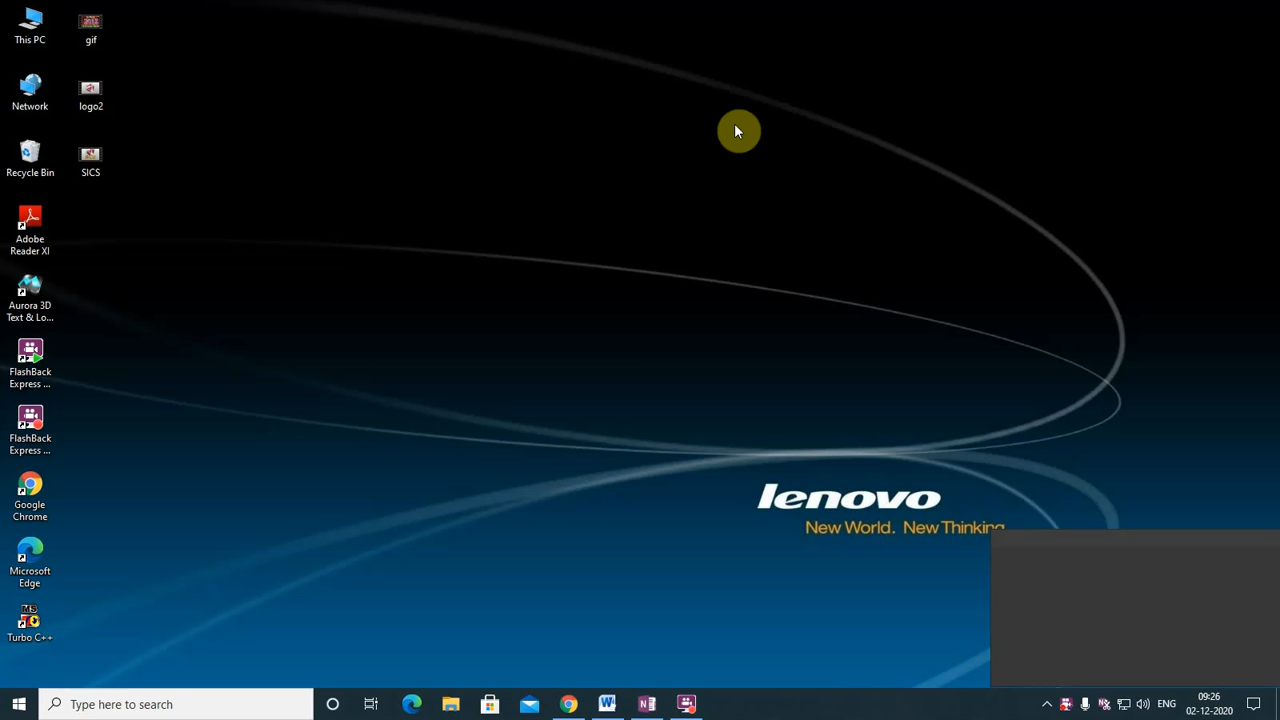 This PC
gif
Network
logo2
Recycle Bin
SICS
Adobe
Reader XI
Aurora 3D
Text & Lo...
FlashBack
Express ...
FlashBack
Express ...
Google
Chrome
Microsoft
Edge
MS
Turbo C++
lenovo
New World. New Thinking
Type here to search
ENG
09:26
02-12-2020